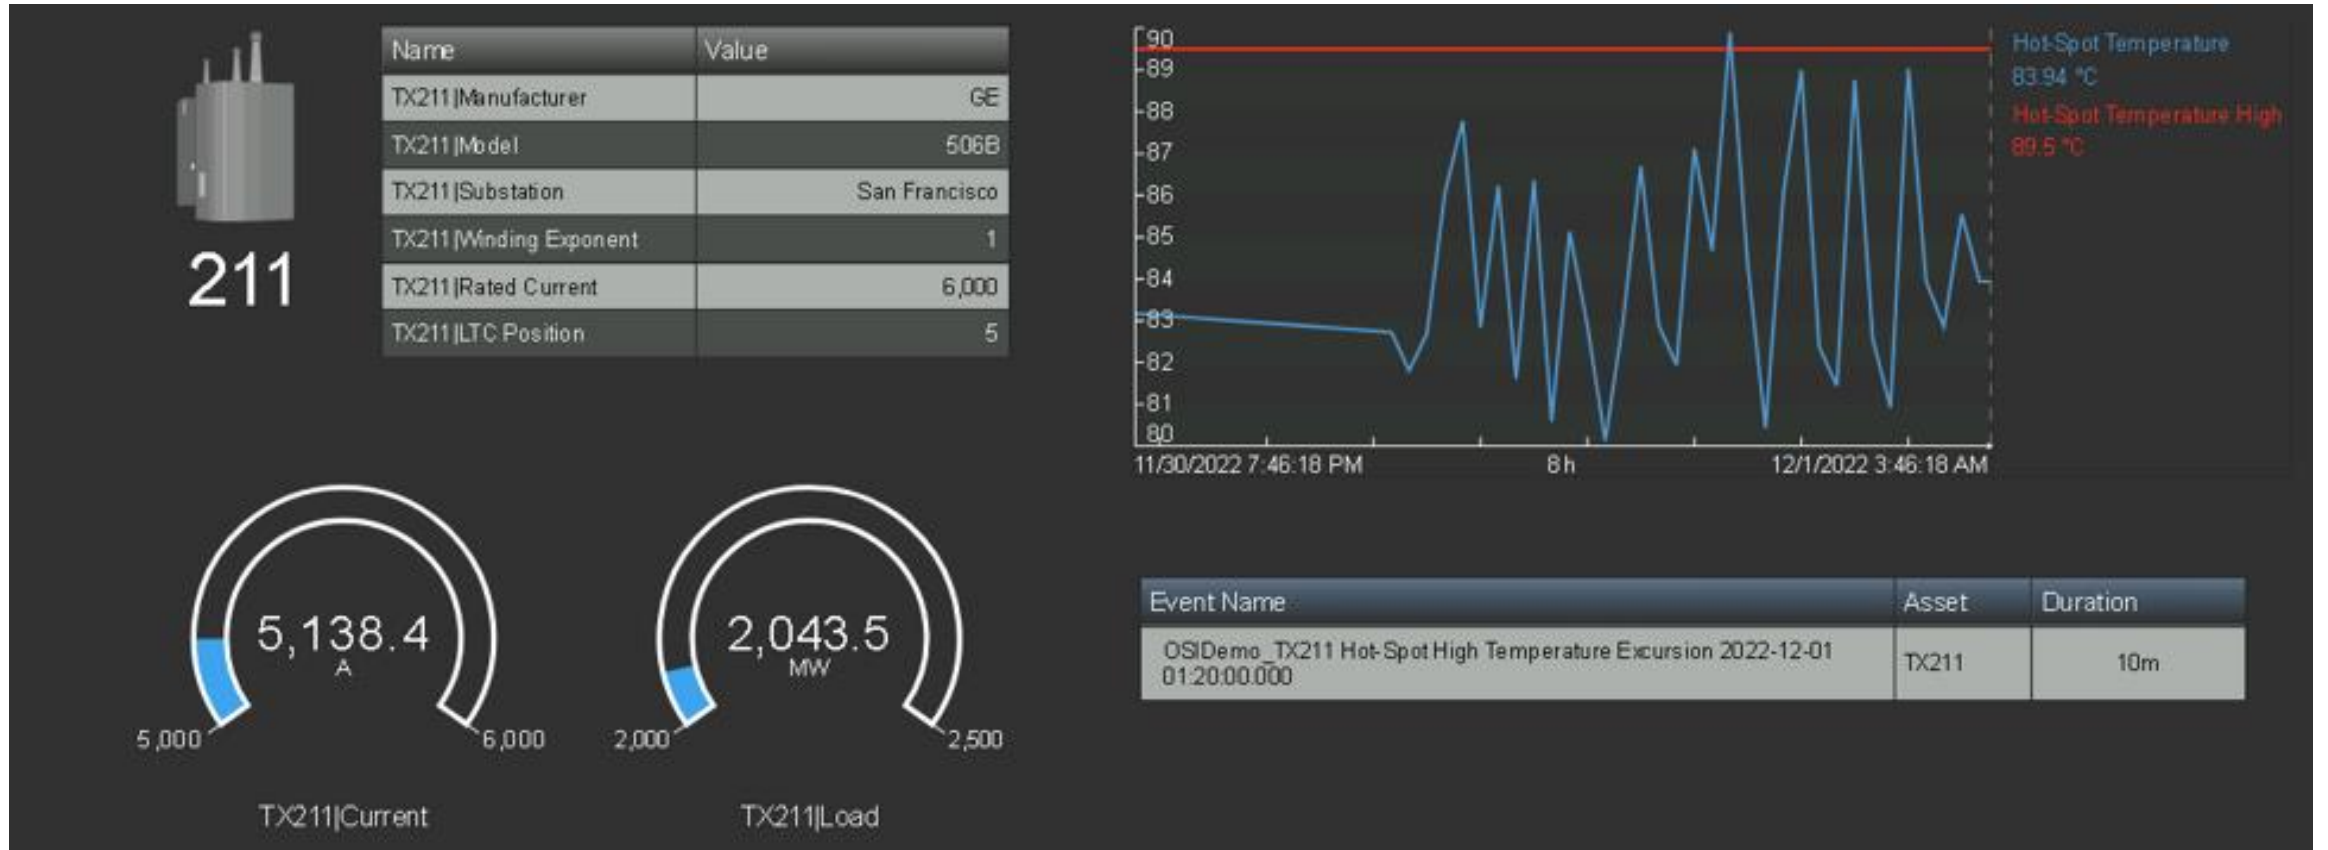 211
Name Value
TX211|Manufacturer GE
TX211|Model 506B
TX211|Substation San Francisco
TX211|Winding Exponent 1
TX211|Rated Current 6,000
TX211|LTC Position 5
90
89
88
87
86
85
84
83
82
81
80
11/30/2022 7:46:18 PM 8h 12/1/2022 3:46:18 AM
Hot-Spot Temperature
83.94 °C
Hot-Spot Temperature High
89.5 °C
5,138.4
A
5,000 6,000
TX211|Current
2,043.5
MW
2,000 2,500
TX211|Load
Event Name Asset Duration
OSIDemo_TX211 Hot-Spot High Temperature Excursion 2022-12-01
01:20:00.000
TX211 10m